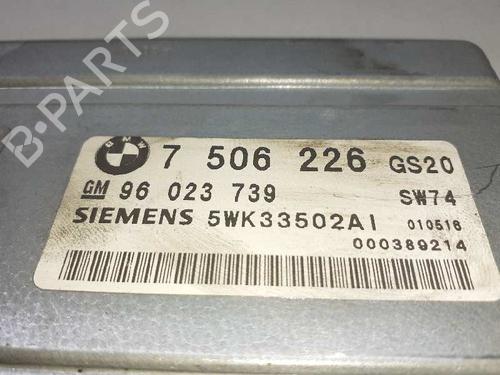 B-PARTS
BMW
7 506 226 GS20
GM 96 023 739 SW74
SIEMENS 5WK33502AI 010516
000389214